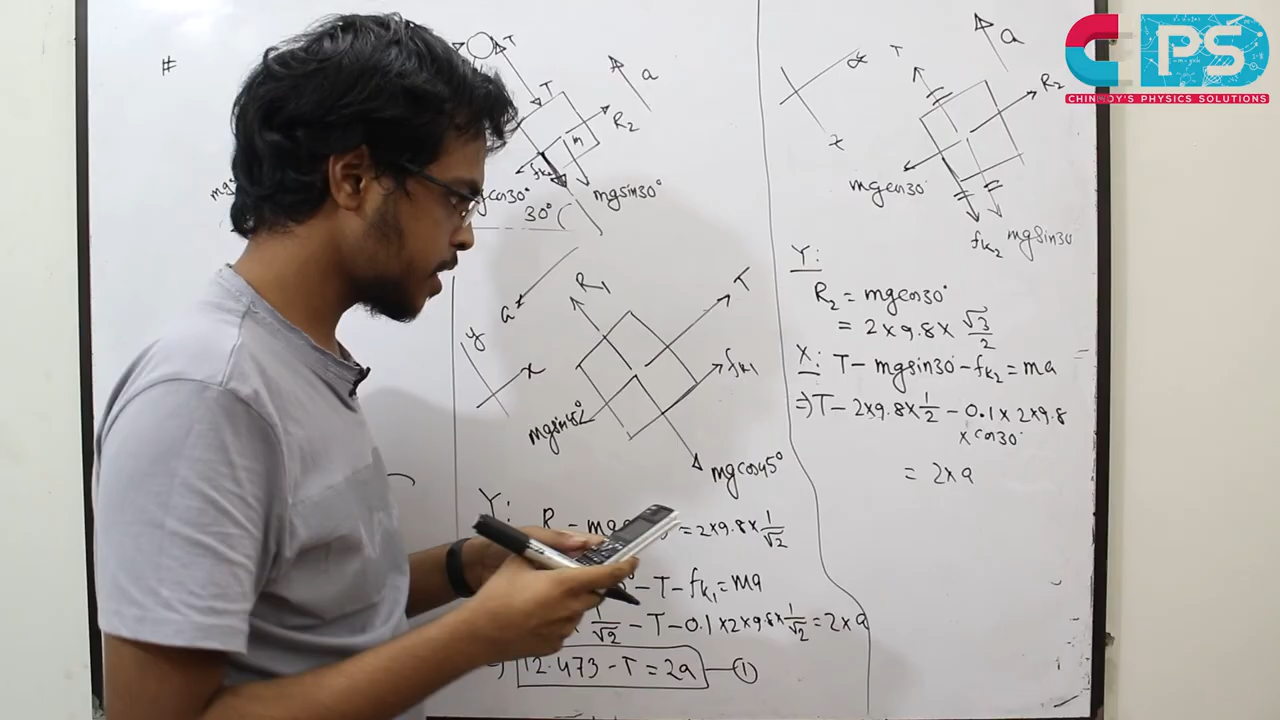 #
T
T
a
R₂
m
fk
mgsin30°
30°
a
R₁
T
fk₁
y
x
mgcos45°
Y:
= 2×9.8×1/√2
- T - fk₁ = ma
1/√2 - T - 0.1×2×9.8×1/√2 = 2×a
12.473 - T = 2a ①
x
T
a
R₂
mgcos30°
fk₂
mgsin30
Y:
R₂ = mgcos30°
= 2×9.8×√3/2
X: T - mgsin30 - fk₂ = ma
⇒ T - 2×9.8×1/2 - 0.1×2×9.8
×cos30°
= 2×a
CPS
CHINMOY'S PHYSICS SOLUTIONS